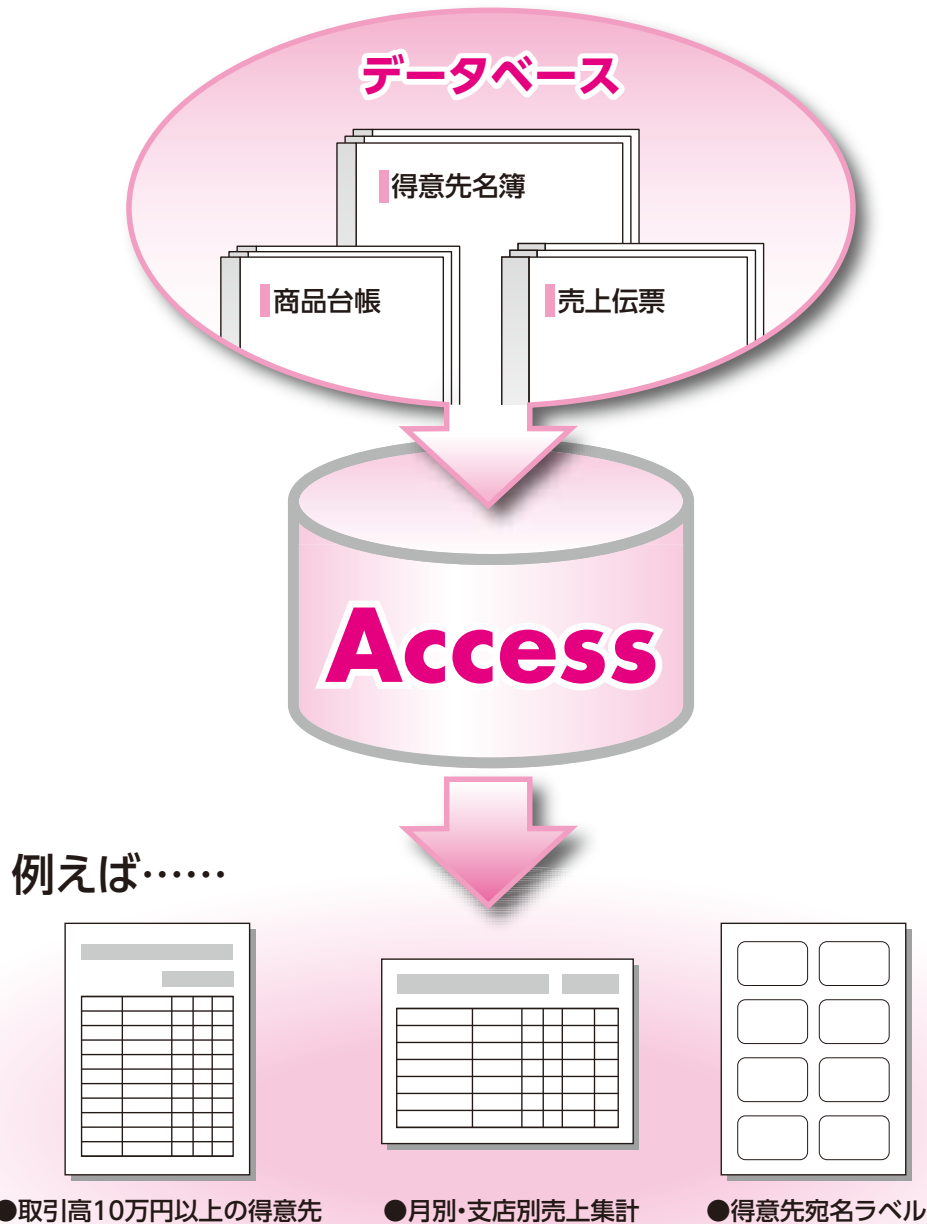 データベース
得意先名簿
商品台帳
売上伝票
Access
例えば……
●取引高10万円以上の得意先
●月別・支店別売上集計
●得意先宛名ラベル